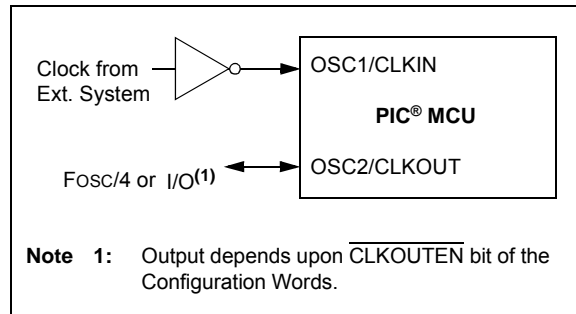 Clock from
Ext. System
OSC1/CLKIN
PIC® MCU
FOSC/4 or I/O(1)
OSC2/CLKOUT
Note 1: Output depends upon CLKOUTEN bit of the
Configuration Words.